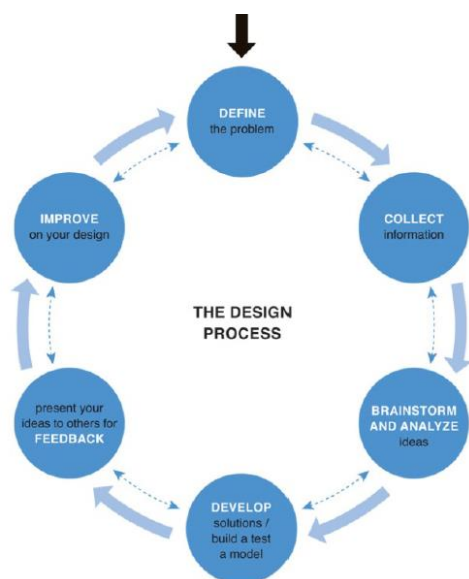 DEFINE
the problem
COLLECT
information
BRAINSTORM
AND ANALYZE
ideas
DEVELOP
solutions /
build a test
a model
present your
ideas to others for
FEEDBACK
IMPROVE
on your design
THE DESIGN
PROCESS